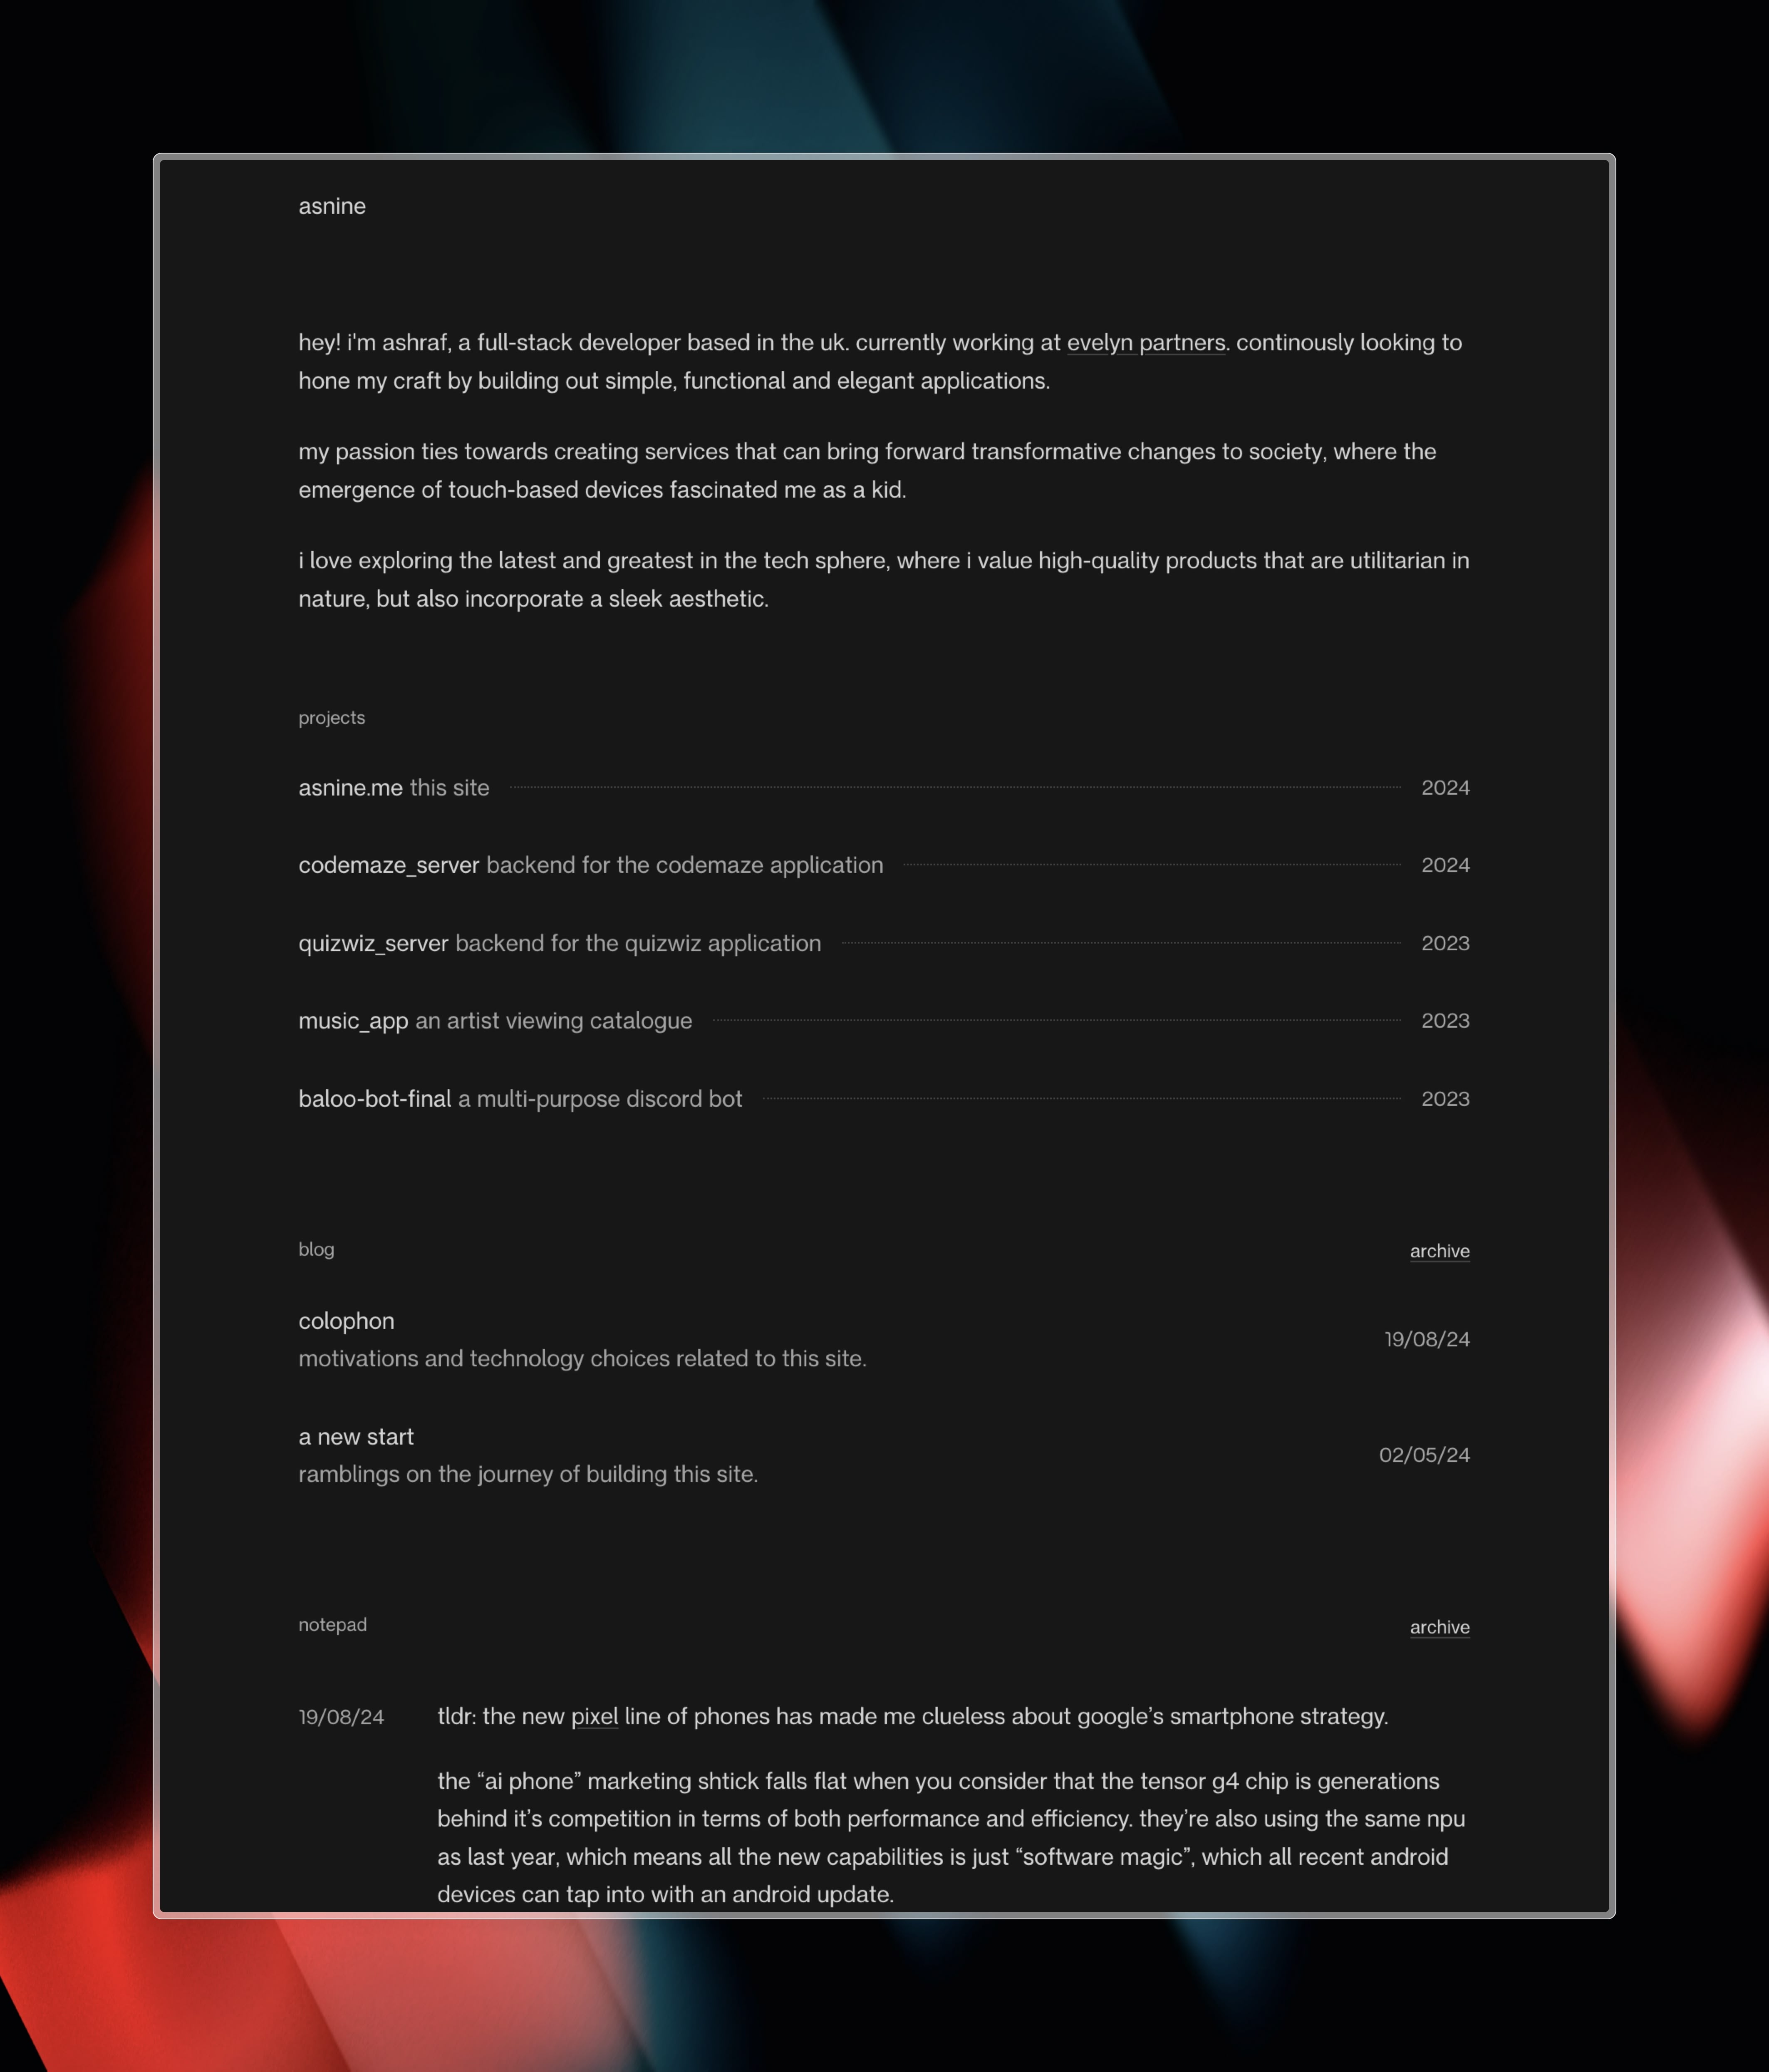 asnine
hey! i'm ashraf, a full-stack developer based in the uk. currently working at evelyn partners. continously looking to
hone my craft by building out simple, functional and elegant applications.
my passion ties towards creating services that can bring forward transformative changes to society, where the
emergence of touch-based devices fascinated me as a kid.
i love exploring the latest and greatest in the tech sphere, where i value high-quality products that are utilitarian in
nature, but also incorporate a sleek aesthetic.
projects
asnine.me this site 2024
codemaze_server backend for the codemaze application 2024
quizwiz_server backend for the quizwiz application 2023
music_app an artist viewing catalogue 2023
baloo-bot-final a multi-purpose discord bot 2023
blog archive
colophon
motivations and technology choices related to this site.
19/08/24
a new start
ramblings on the journey of building this site.
02/05/24
notepad archive
19/08/24 tldr: the new pixel line of phones has made me clueless about google’s smartphone strategy.
the “ai phone” marketing shtick falls flat when you consider that the tensor g4 chip is generations
behind it’s competition in terms of both performance and efficiency. they’re also using the same npu
as last year, which means all the new capabilities is just “software magic”, which all recent android
devices can tap into with an android update.